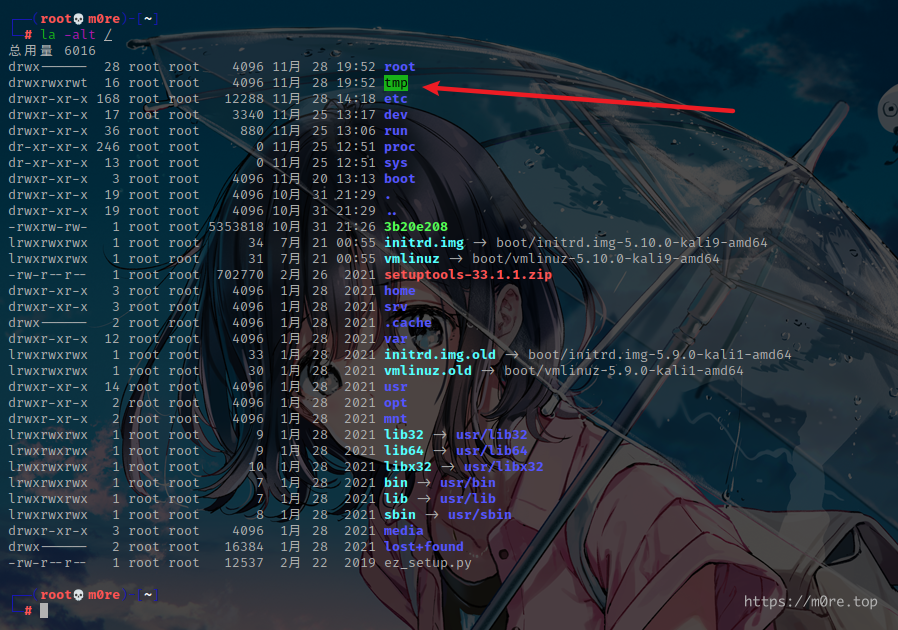 ┌──(root💀m0re)-[~]
└─# la -alt /
总用量 6016
drwx------  28 root root    4096 11月 28 19:52 root
drwxrwxrwt  16 root root    4096 11月 28 19:52 tmp
drwxr-xr-x 168 root root   12288 11月 28 14:18 etc
drwxr-xr-x  17 root root    3340 11月 25 13:17 dev
drwxr-xr-x  36 root root     880 11月 25 13:06 run
dr-xr-xr-x 246 root root       0 11月 25 12:51 proc
dr-xr-xr-x  13 root root       0 11月 25 12:51 sys
drwxr-xr-x   3 root root    4096 11月 20 13:13 boot
drwxr-xr-x  19 root root    4096 10月 31 21:29 .
drwxr-xr-x  19 root root    4096 10月 31 21:29 ..
-rwxrw-rw-   1 root root 5353818 10月 31 21:26 3b20e208
lrwxrwxrwx   1 root root      34  7月 21 00:55 initrd.img -> boot/initrd.img-5.10.0-kali9-amd64
lrwxrwxrwx   1 root root      31  7月 21 00:55 vmlinuz -> boot/vmlinuz-5.10.0-kali9-amd64
-rw-r--r--   1 root root  702770  2月 26  2021 setuptools-33.1.1.zip
drwxr-xr-x   3 root root    4096  1月 28  2021 home
drwxr-xr-x   3 root root    4096  1月 28  2021 srv
drwx------   2 root root    4096  1月 28  2021 .cache
drwxr-xr-x  12 root root    4096  1月 28  2021 var
lrwxrwxrwx   1 root root      33  1月 28  2021 initrd.img.old -> boot/initrd.img-5.9.0-kali1-amd64
lrwxrwxrwx   1 root root      30  1月 28  2021 vmlinuz.old -> boot/vmlinuz-5.9.0-kali1-amd64
drwxr-xr-x  14 root root    4096  1月 28  2021 usr
drwxr-xr-x   2 root root    4096  1月 28  2021 opt
drwxr-xr-x   2 root root    4096  1月 28  2021 mnt
lrwxrwxrwx   1 root root       9  1月 28  2021 lib32 -> usr/lib32
lrwxrwxrwx   1 root root       9  1月 28  2021 lib64 -> usr/lib64
lrwxrwxrwx   1 root root      10  1月 28  2021 libx32 -> usr/libx32
lrwxrwxrwx   1 root root       7  1月 28  2021 bin -> usr/bin
lrwxrwxrwx   1 root root       7  1月 28  2021 lib -> usr/lib
lrwxrwxrwx   1 root root       8  1月 28  2021 sbin -> usr/sbin
drwxr-xr-x   3 root root    4096  1月 28  2021 media
drwx------   2 root root   16384  1月 28  2021 lost+found
-rw-r--r--   1 root root   12537  2月 22  2019 ez_setup.py
┌──(root💀m0re)-[~]
└─#
https://m0re.top